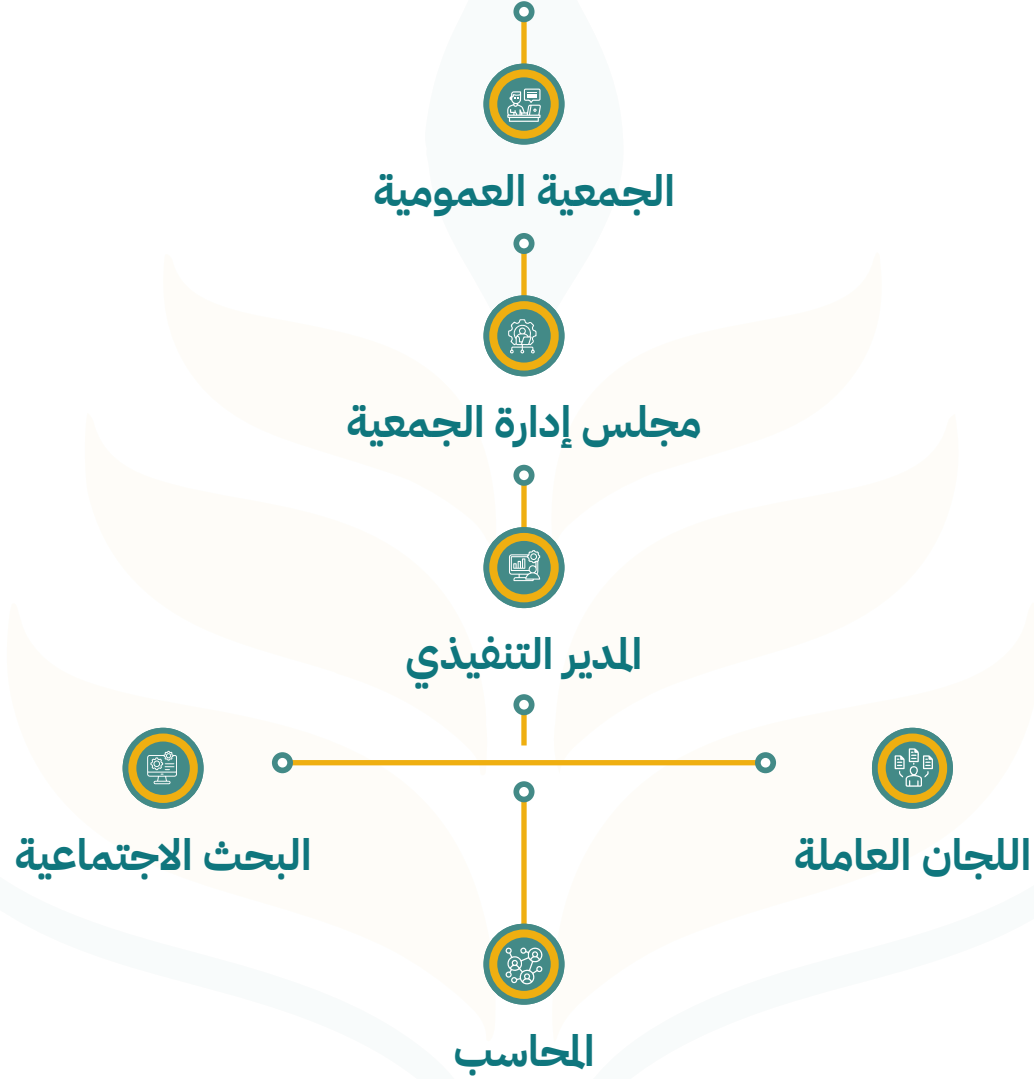 الجمعية العمومية
مجلس إدارة الجمعية
المدير التنفيذي
اللجان العاملة
البحث الاجتماعية
المحاسب